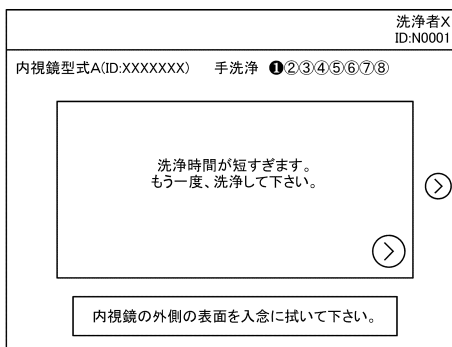 洗浄者X
ID:N0001
内視鏡型式A(ID:XXXXXXX) 手洗浄 ❶②③④⑤⑥⑦⑧
洗浄時間が短すぎます。
もう一度、洗浄して下さい。
内視鏡の外側の表面を入念に拭いて下さい。